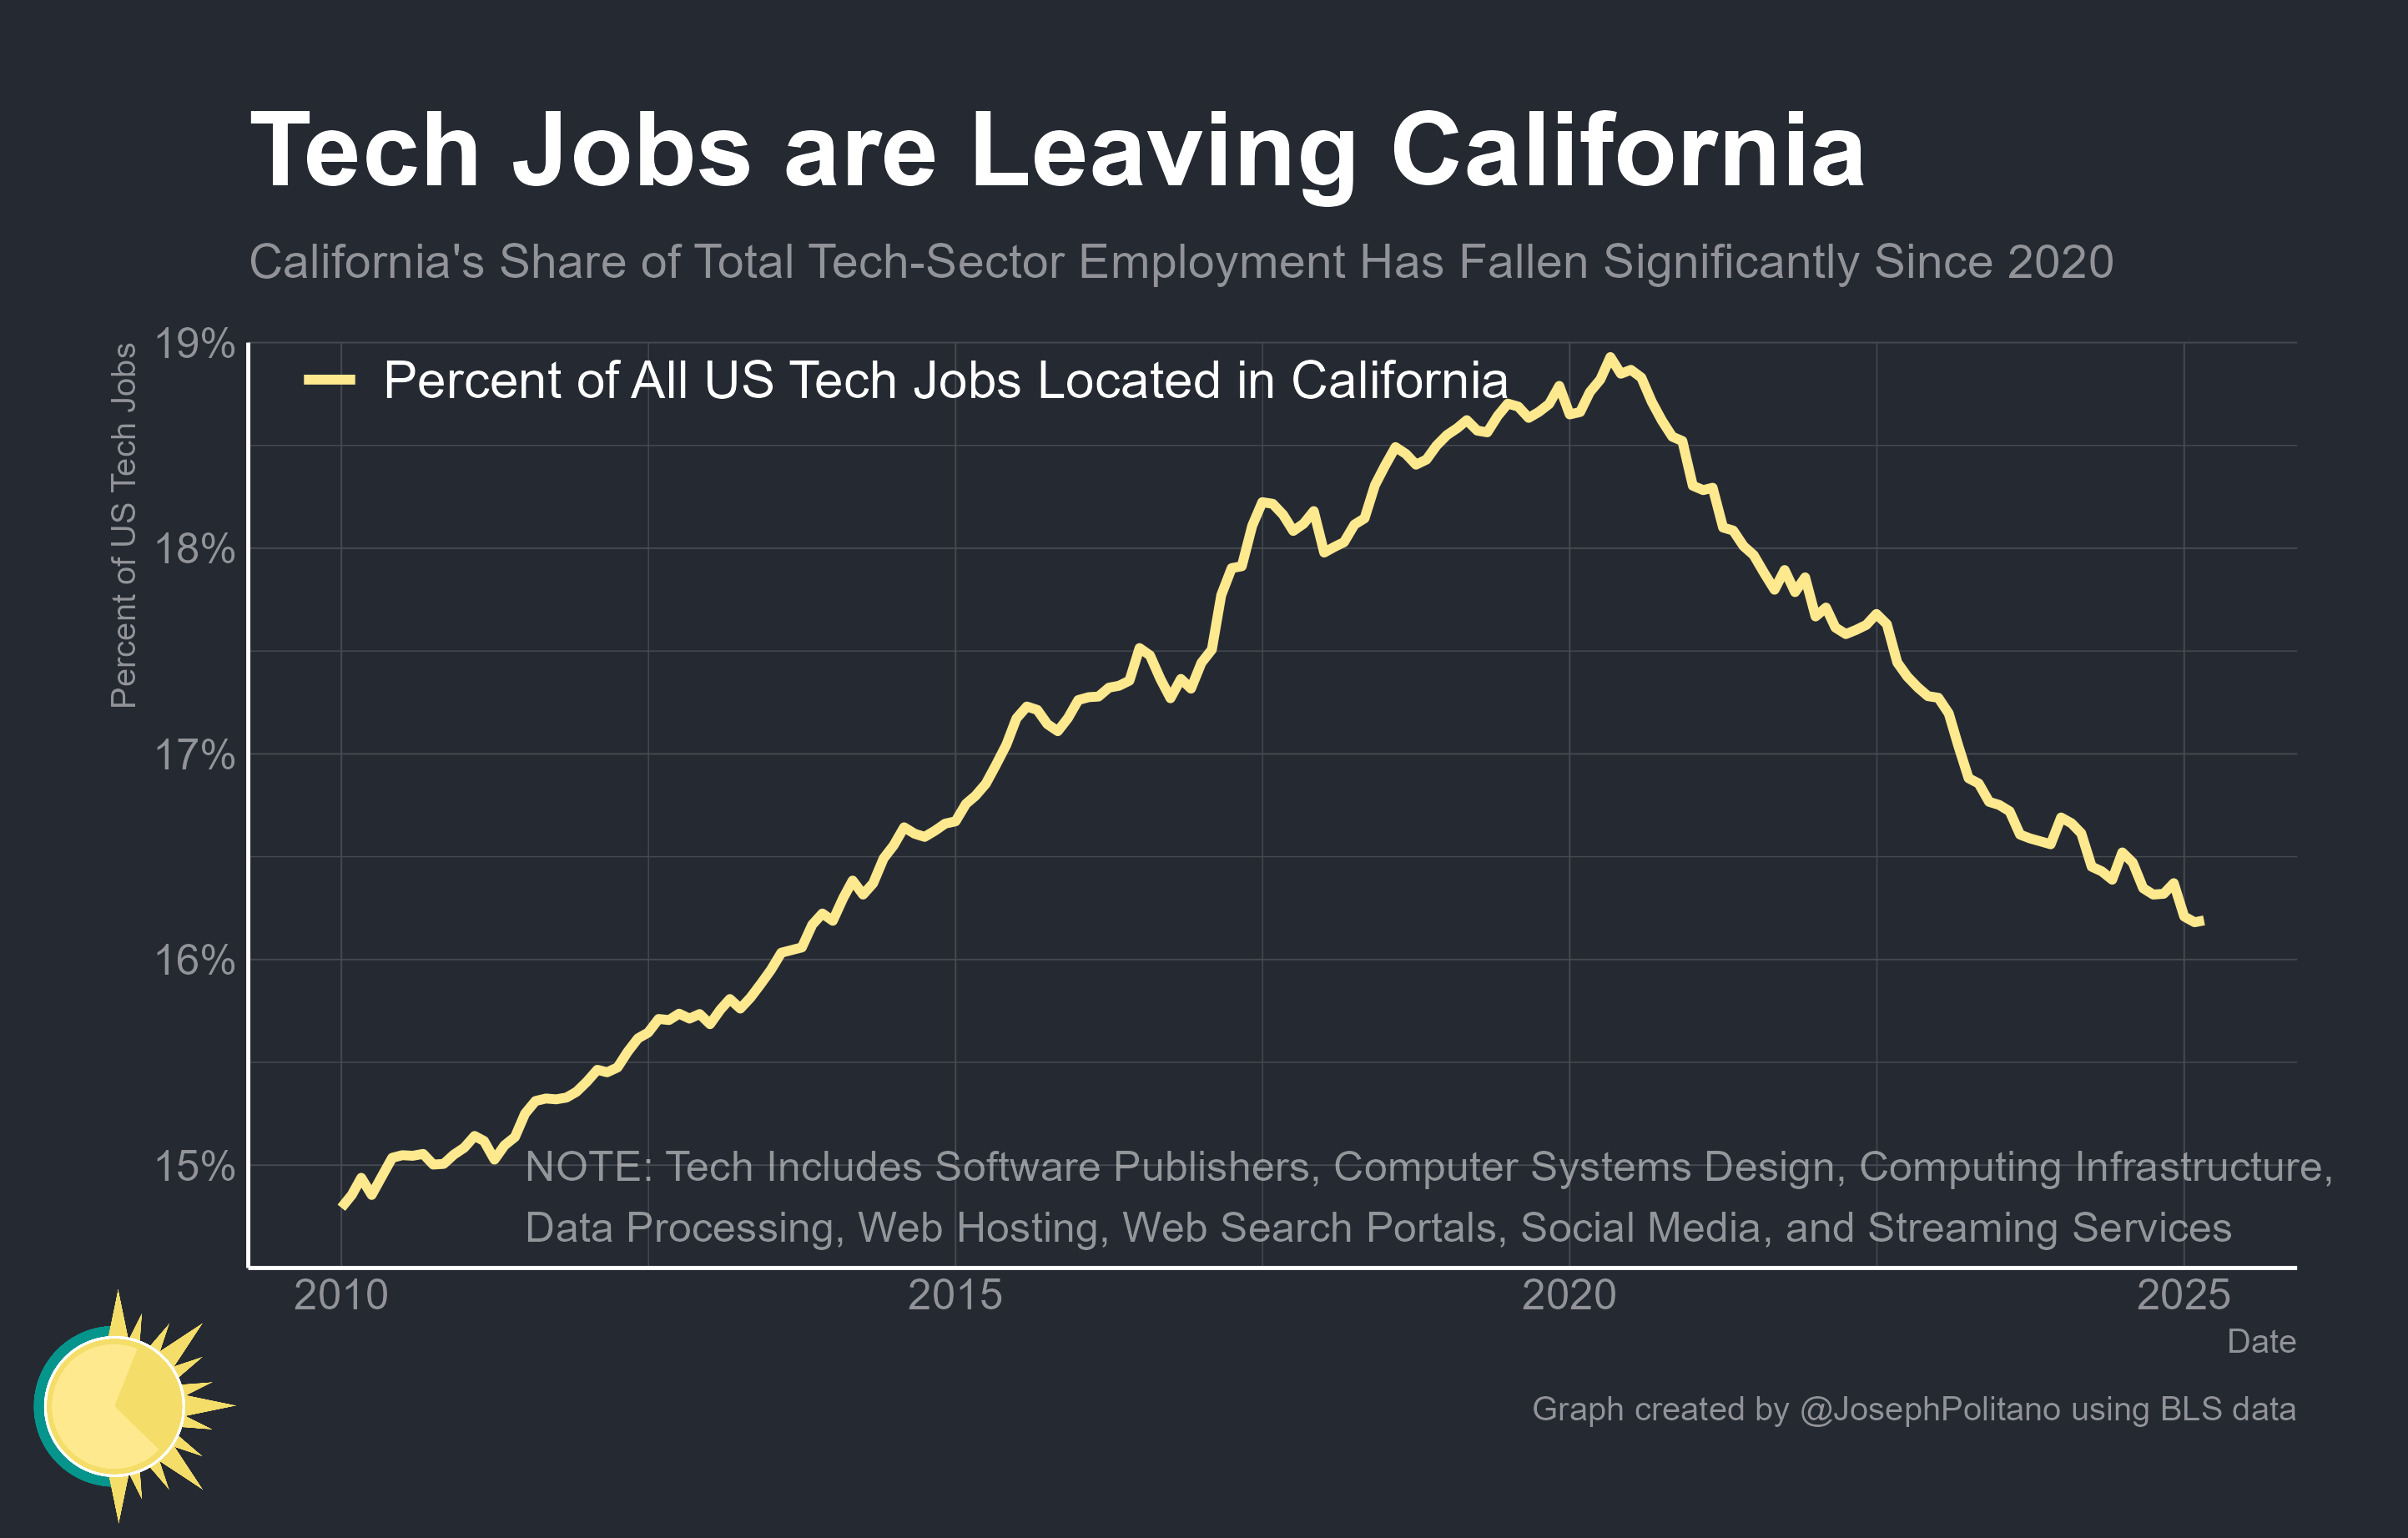 Tech Jobs are Leaving California
California's Share of Total Tech-Sector Employment Has Fallen Significantly Since 2020
Percent of US Tech Jobs
19%
Percent of All US Tech Jobs Located in California
18%
17%
16%
15%
NOTE: Tech Includes Software Publishers, Computer Systems Design, Computing Infrastructure,
Data Processing, Web Hosting, Web Search Portals, Social Media, and Streaming Services
2010 2015 2020 2025
Date
Graph created by @JosephPolitano using BLS data